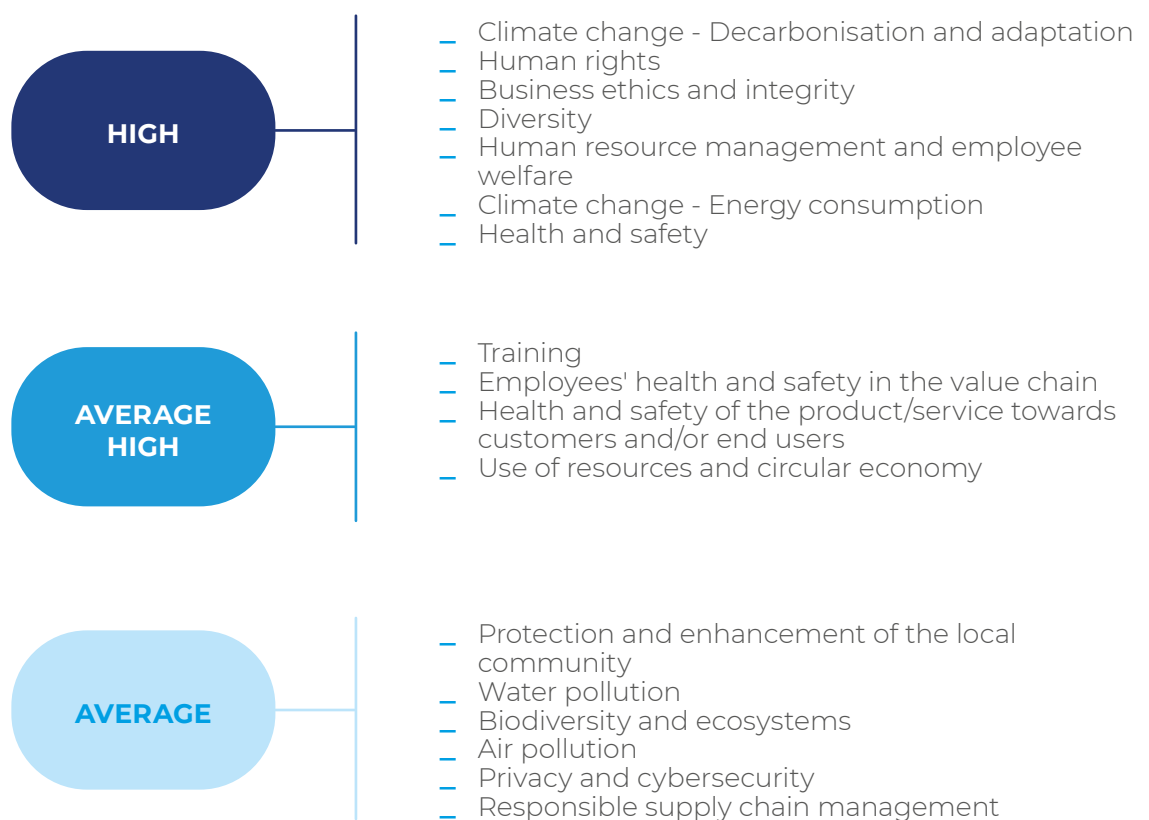 HIGH
_ Climate change - Decarbonisation and adaptation
_ Human rights
_ Business ethics and integrity
_ Diversity
_ Human resource management and employee
welfare
_ Climate change - Energy consumption
_ Health and safety
AVERAGE
HIGH
_ Training
_ Employees' health and safety in the value chain
_ Health and safety of the product/service towards
customers and/or end users
_ Use of resources and circular economy
AVERAGE
_ Protection and enhancement of the local
community
_ Water pollution
_ Biodiversity and ecosystems
_ Air pollution
_ Privacy and cybersecurity
_ Responsible supply chain management